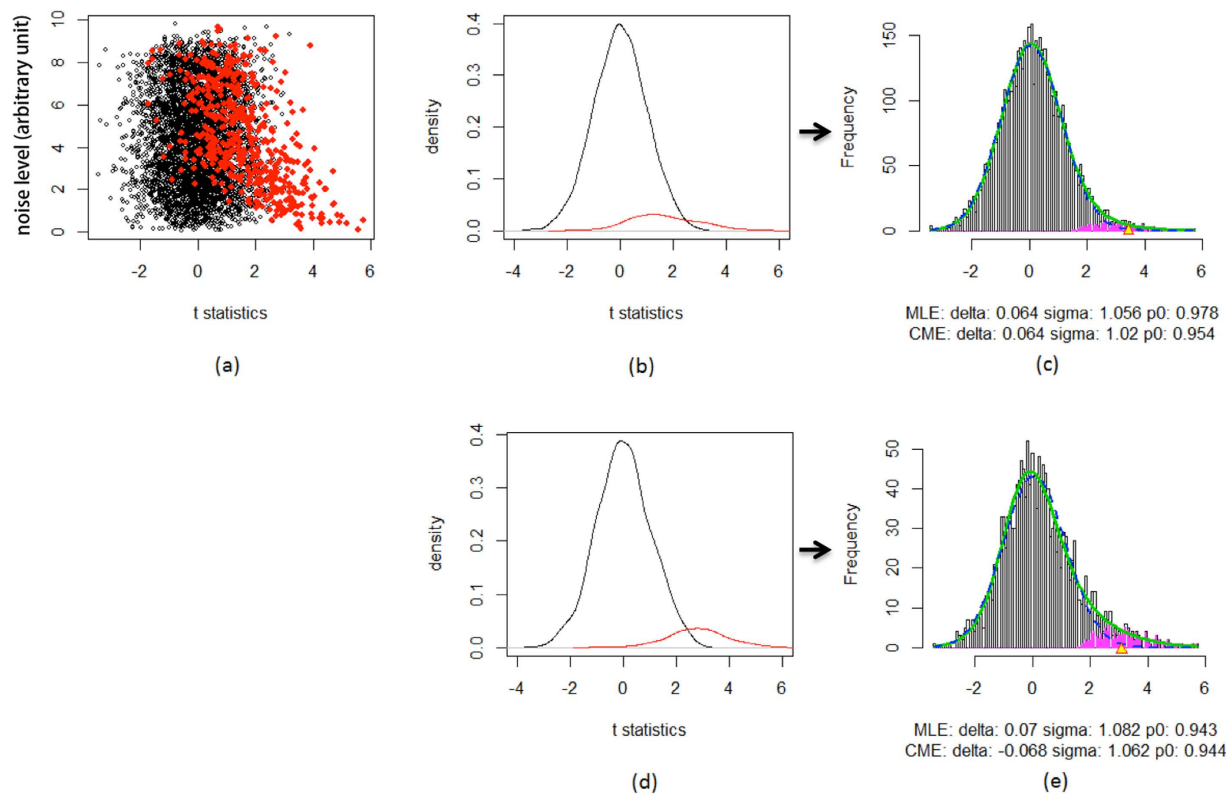 noise level (arbitrary unit)
10
8
6
4
2
0
-2 0 2 4 6
t statistics
(a)
density
0.4
0.3
0.2
0.1
0.0
-4 -2 0 2 4 6
t statistics
(b)
Frequency
150
100
50
0
-2 0 2 4 6
MLE: delta: 0.064 sigma: 1.056 p0: 0.978
CME: delta: 0.064 sigma: 1.02 p0: 0.954
(c)
density
0.4
0.3
0.2
0.1
0.0
-4 -2 0 2 4 6
t statistics
(d)
Frequency
50
40
30
20
10
0
-2 0 2 4 6
MLE: delta: 0.07 sigma: 1.082 p0: 0.943
CME: delta: -0.068 sigma: 1.062 p0: 0.944
(e)